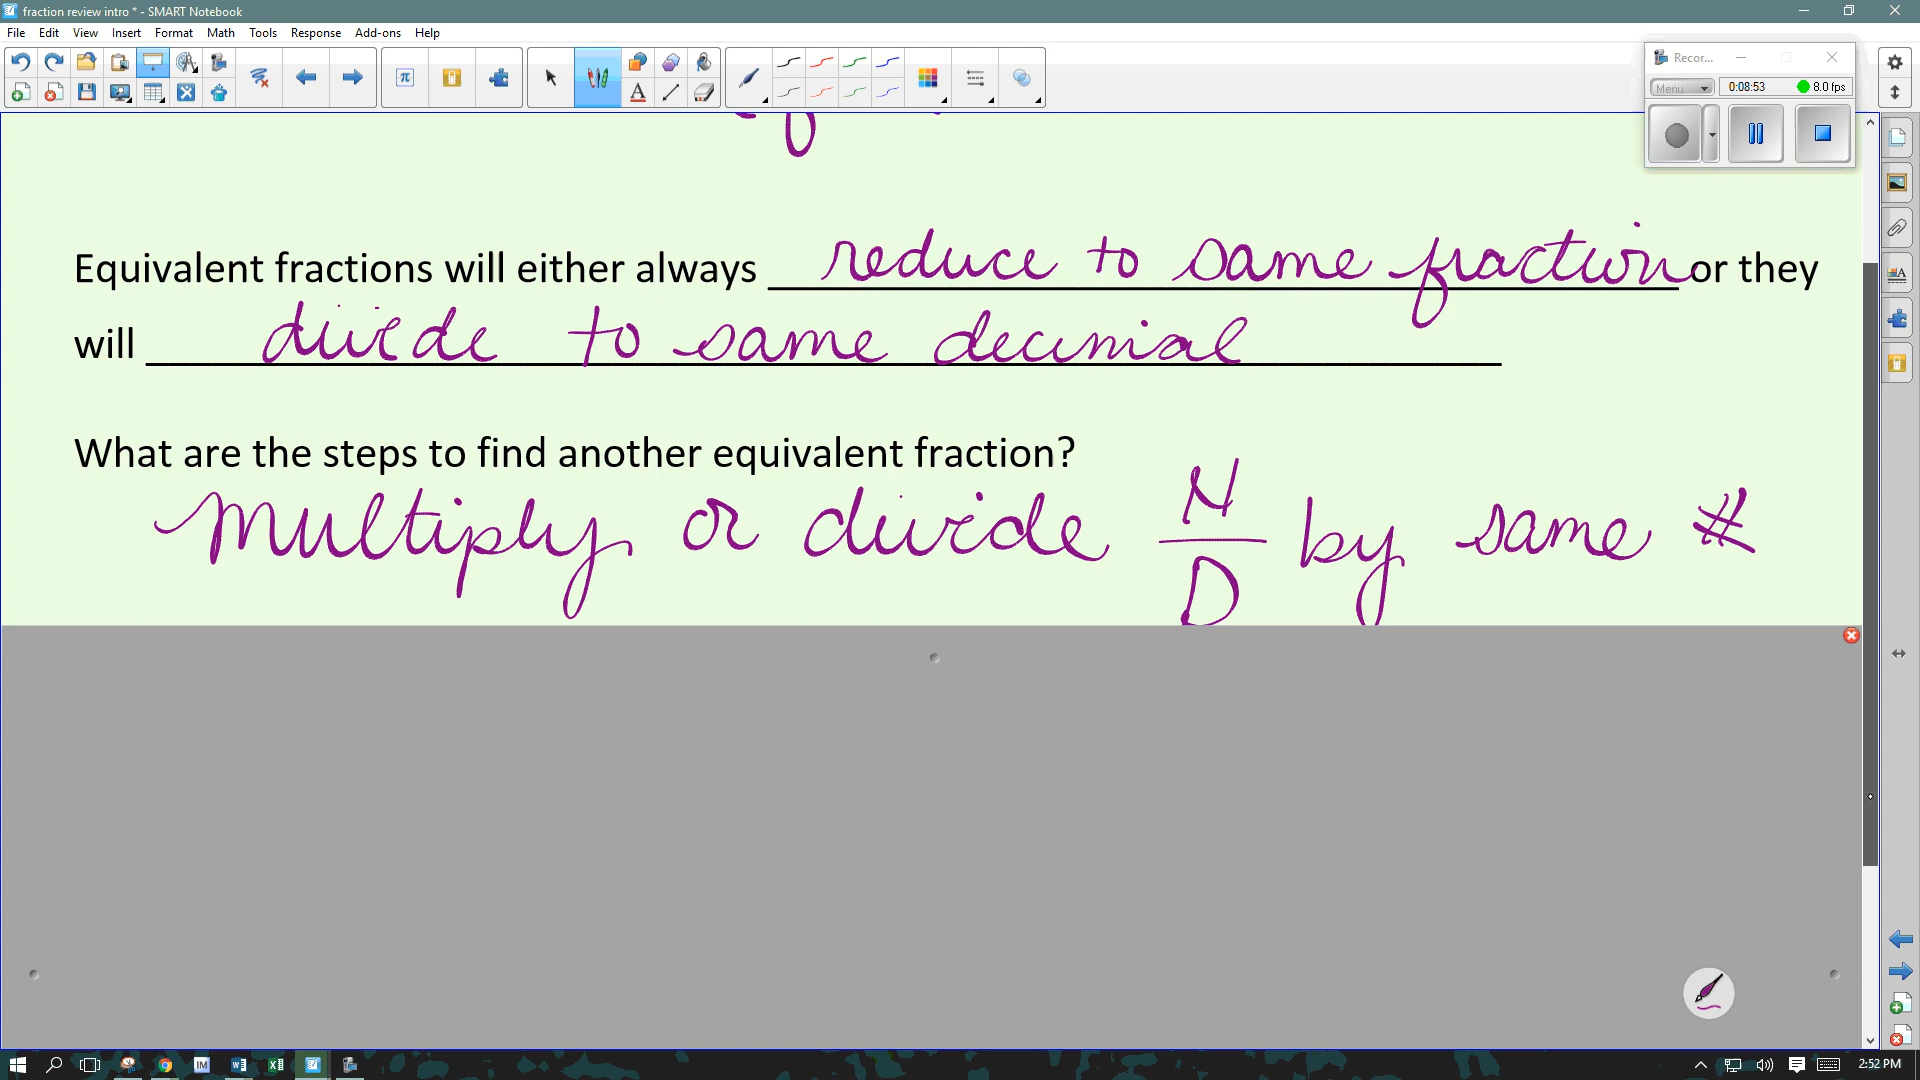 fraction review intro * - SMART Notebook
File Edit View Insert Format Math Tools Response Add-ons Help
Recor...
Menu 0:08:53 8.0 fps
Equivalent fractions will either always reduce to same fraction or they
will divide to same decimal
What are the steps to find another equivalent fraction?
multiply or divide N/D by same #
2:52 PM